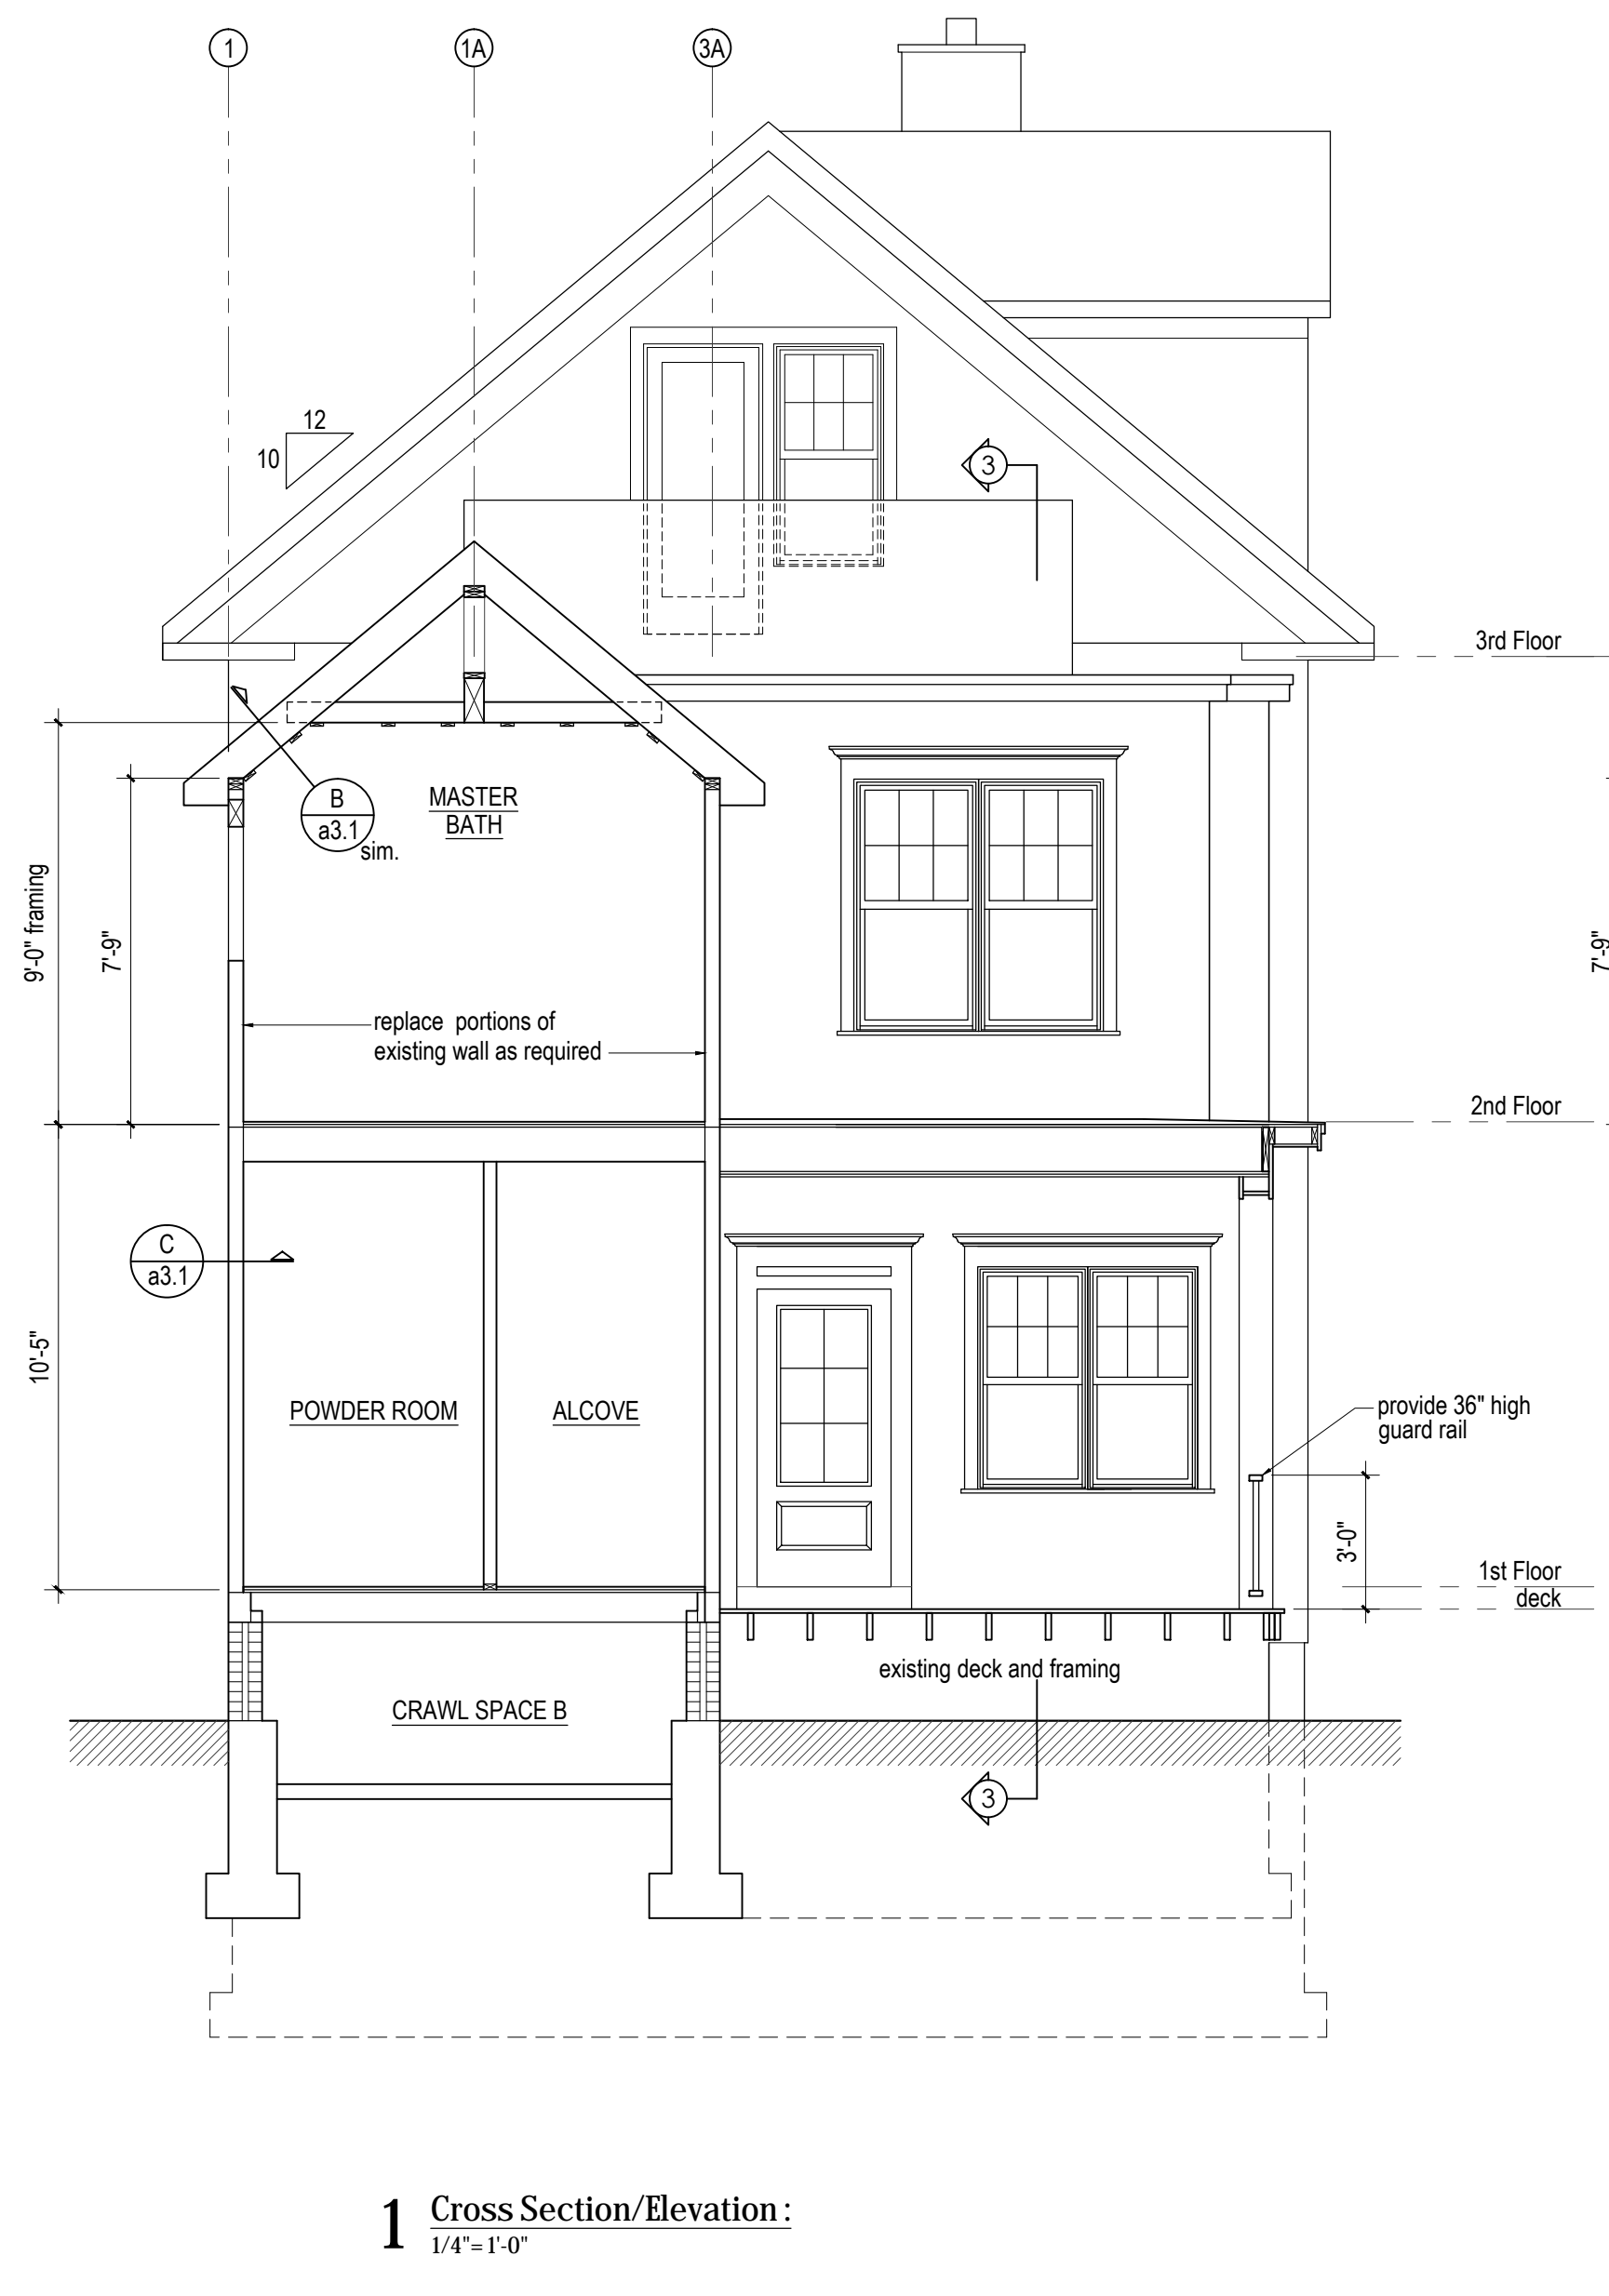 1
1A
3A
12
10
3
3rd Floor
B
a3.1
sim.
MASTER
BATH
9'-0" framing
7'-9"
7'-9"
replace portions of
existing wall as required
2nd Floor
C
a3.1
10'-5"
POWDER ROOM
ALCOVE
provide 36" high
guard rail
3'-0"
1st Floor
deck
existing deck and framing
CRAWL SPACE B
3
1 Cross Section/Elevation :
1/4"= 1'-0"